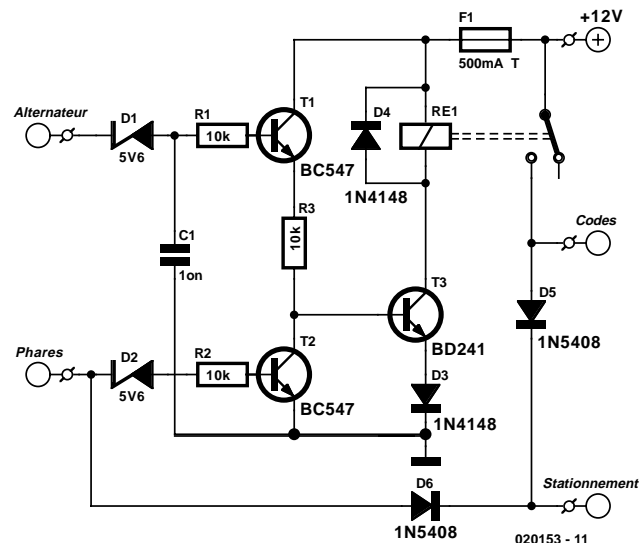 F1
+12V
500mA T
Alternateur
D1
R1
10k
5V6
T1
BC547
D4
1N4148
RE1
R3
10k
C1
1on
Codes
T3
BD241
D5
1N5408
Phares
D2
R2
10k
5V6
T2
BC547
D3
1N4148
D6
1N5408
Stationnement
020153 - 11